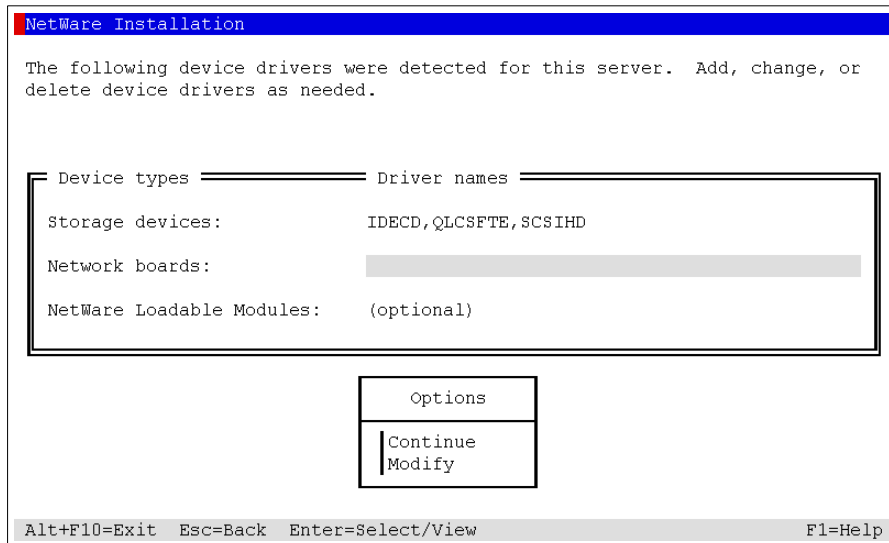 NetWare Installation
The following device drivers were detected for this server.  Add, change, or
delete device drivers as needed.
Device types Driver names
Storage devices: IDECD,QLCSFTE,SCSIHD
Network boards:
NetWare Loadable Modules: (optional)
Options
Continue
Modify
Alt+F10=Exit  Esc=Back  Enter=Select/View F1=Help